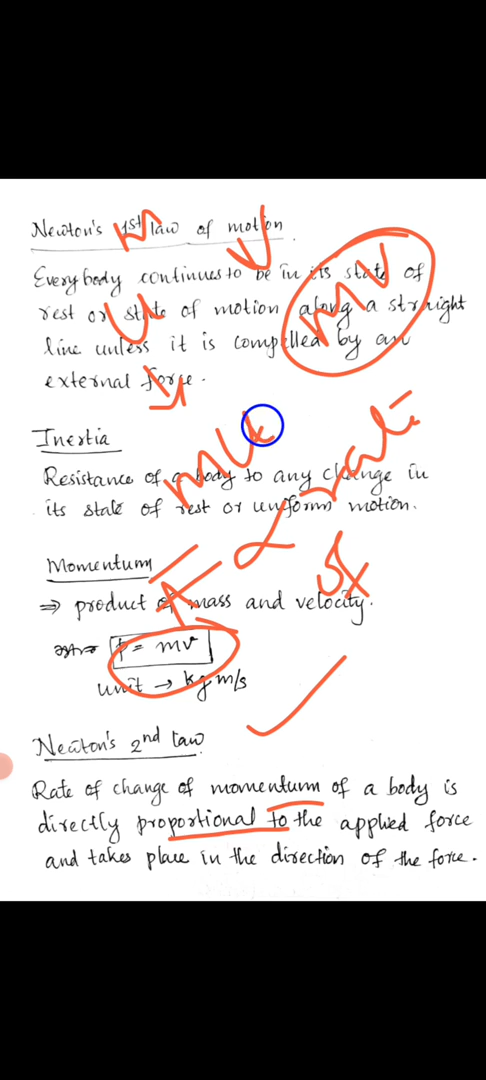 Newton's 1st law of motion.
Everybody continues to be in its state of
rest or state of motion along a straight
line unless it is compelled by an
external force.
Inertia
Resistance of a body to any change in
its state of rest or uniform motion.
Momentum
⇒ product of mass and velocity.
p = mv
unit → kg m/s
Newton's 2nd law.
Rate of change of momentum of a body is
directly proportional to the applied force
and takes place in the direction of the force.
m
v
u
mv
mu
F ∝ rate
of